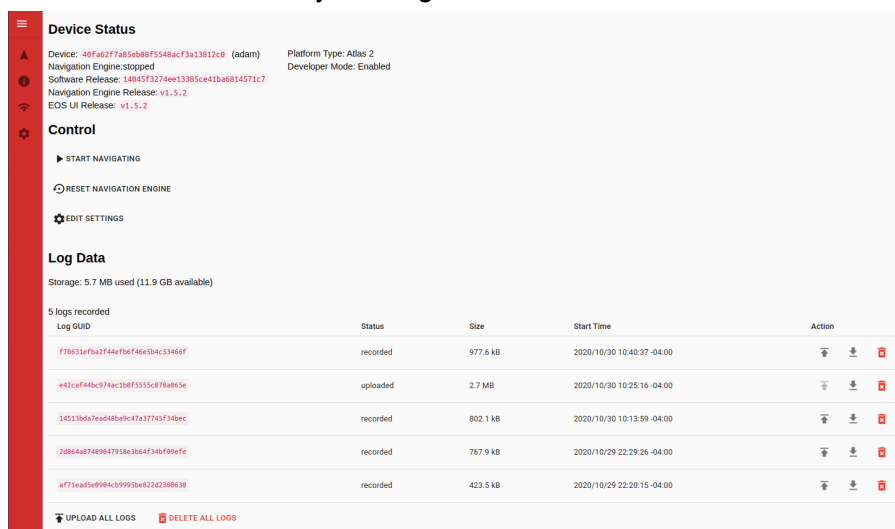 Device Status
Device: 40fa62f7a85eb88f5548acf3a13812c0 (adam)
Platform Type: Atlas 2
Navigation Engine:stopped
Developer Mode: Enabled
Software Release: 14045f3274ee13385ce41ba6814571c7
Navigation Engine Release: v1.5.2
EOS UI Release: v1.5.2
Control
START NAVIGATING
RESET NAVIGATION ENGINE
EDIT SETTINGS
Log Data
Storage: 5.7 MB used (11.9 GB available)
5 logs recorded
Log GUID Status Size Start Time Action
f70631efba2f44efb6f46e5b4c53466f recorded 977.6 kB 2020/10/30 10:40:37 -04:00
e42caf44bc974ac1b8f5555c070a065e uploaded 2.7 MB 2020/10/30 10:25:16 -04:00
14513bda7ead48ba9c47a37745f34bec recorded 802.1 kB 2020/10/30 10:13:59 -04:00
2d864a87489047958e3b64f34bf09efe recorded 767.9 kB 2020/10/29 22:29:26 -04:00
af71ead5e0904cb9995be822d2300630 recorded 423.5 kB 2020/10/29 22:20:15 -04:00
UPLOAD ALL LOGS DELETE ALL LOGS